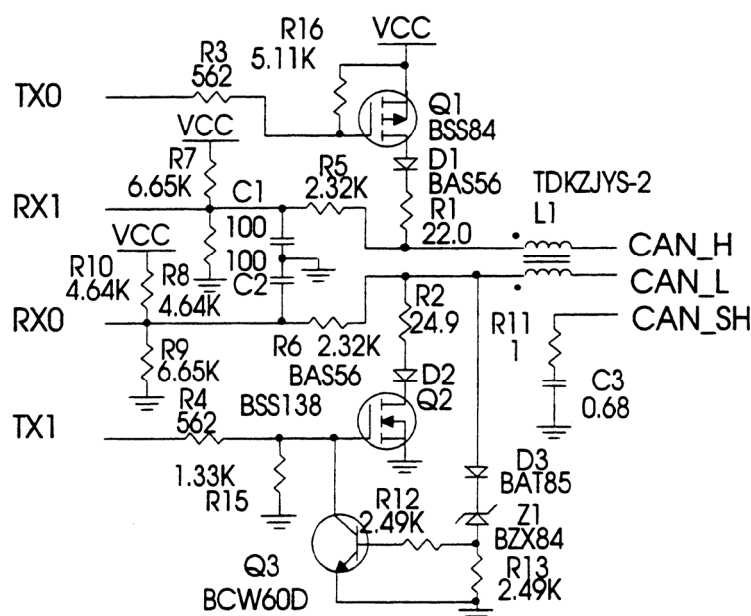 R16
5.11K
VCC
R3
562
TX0
Q1
BSS84
VCC
R7
6.65K
R5
2.32K
D1
BAS56
TDKZJYS-2
L1
RX1
C1
100
R1
22.0
CAN_H
VCC
R10
4.64K
R8
4.64K
100
C2
CAN_L
R2
24.9
R11
1
CAN_SH
RX0
R6
2.32K
R9
6.65K
BAS56
D2
C3
0.68
R4
562
BSS138
Q2
TX1
1.33K
R15
D3
BAT85
R12
2.49K
Z1
BZX84
Q3
BCW60D
R13
2.49K